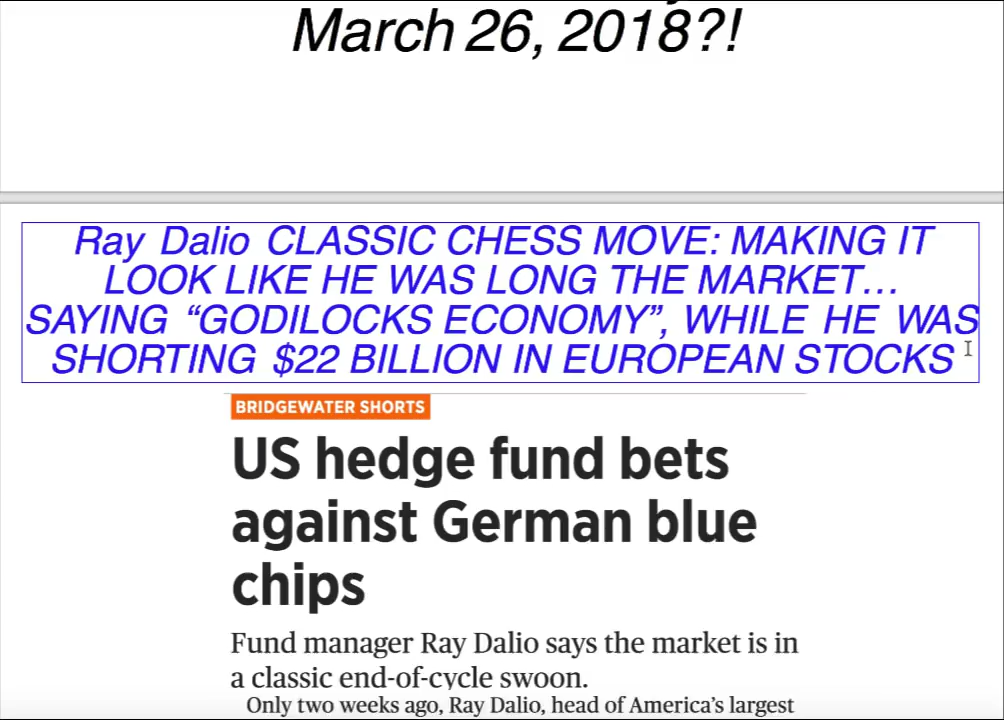 March 26, 2018?!
Ray Dalio CLASSIC CHESS MOVE: MAKING IT
LOOK LIKE HE WAS LONG THE MARKET…
SAYING “GODILOCKS ECONOMY”, WHILE HE WAS
SHORTING $22 BILLION IN EUROPEAN STOCKS
BRIDGEWATER SHORTS
US hedge fund bets
against German blue
chips
Fund manager Ray Dalio says the market is in
a classic end-of-cycle swoon.
Only two weeks ago, Ray Dalio, head of America’s largest